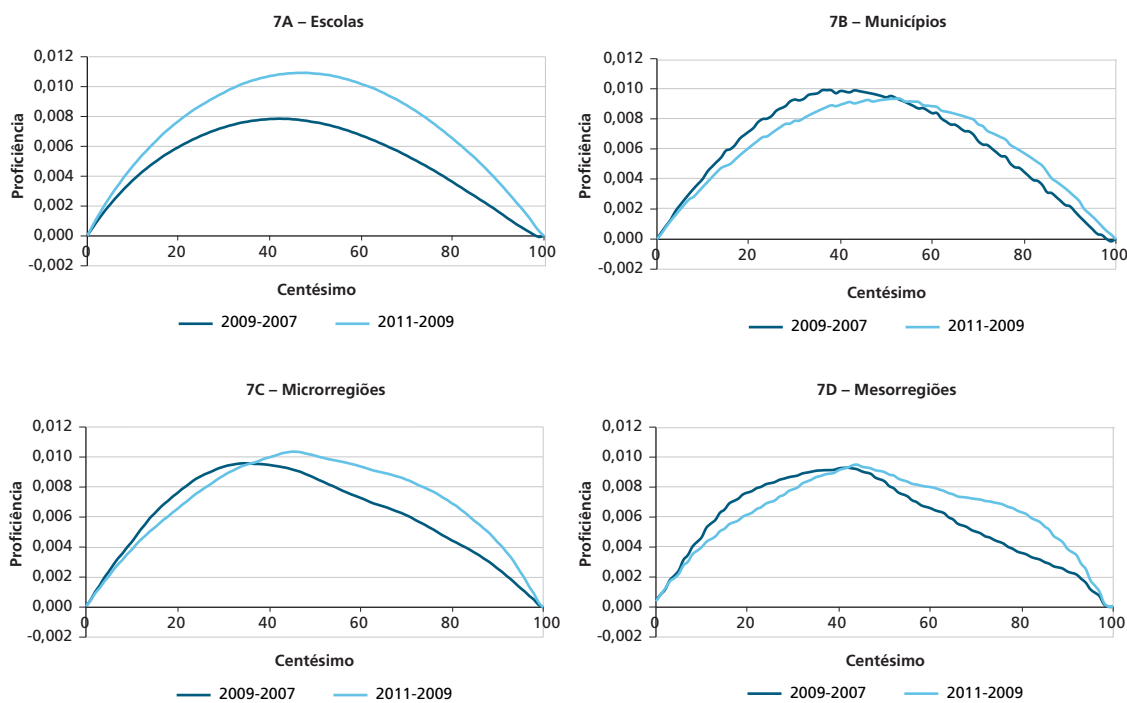 7A – Escolas
0,012
0,010
0,008
0,006
0,004
0,002
0,000
-0,002
Proficiência
0 20 40 60 80 100
Centésimo
2009-2007 2011-2009
7B – Municípios
0,012
0,010
0,008
0,006
0,004
0,002
0,000
-0,002
Proficiência
0 20 40 60 80 100
Centésimo
2009-2007 2011-2009
7C – Microrregiões
0,012
0,010
0,008
0,006
0,004
0,002
0,000
-0,002
Proficiência
0 20 40 60 80 100
Centésimo
2009-2007 2011-2009
7D – Mesorregiões
0,012
0,010
0,008
0,006
0,004
0,002
0,000
-0,002
Proficiência
0 20 40 60 80 100
Centésimo
2009-2007 2011-2009